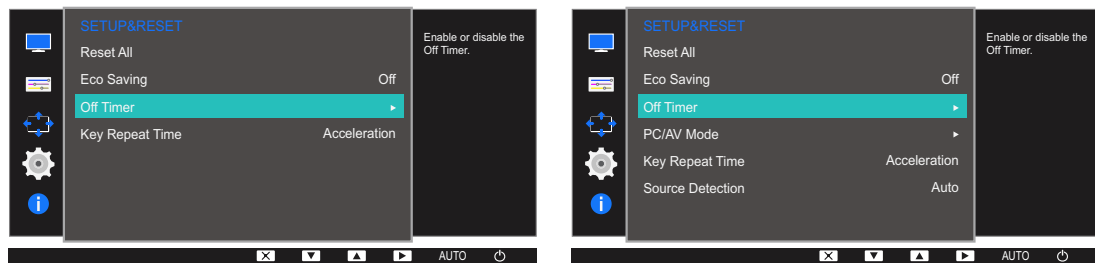 SETUP&RESET
Reset All
Eco Saving Off
Off Timer
Key Repeat Time Acceleration
Enable or disable the
Off Timer.
AUTO
SETUP&RESET
Reset All
Eco Saving Off
Off Timer
PC/AV Mode
Key Repeat Time Acceleration
Source Detection Auto
Enable or disable the
Off Timer.
AUTO